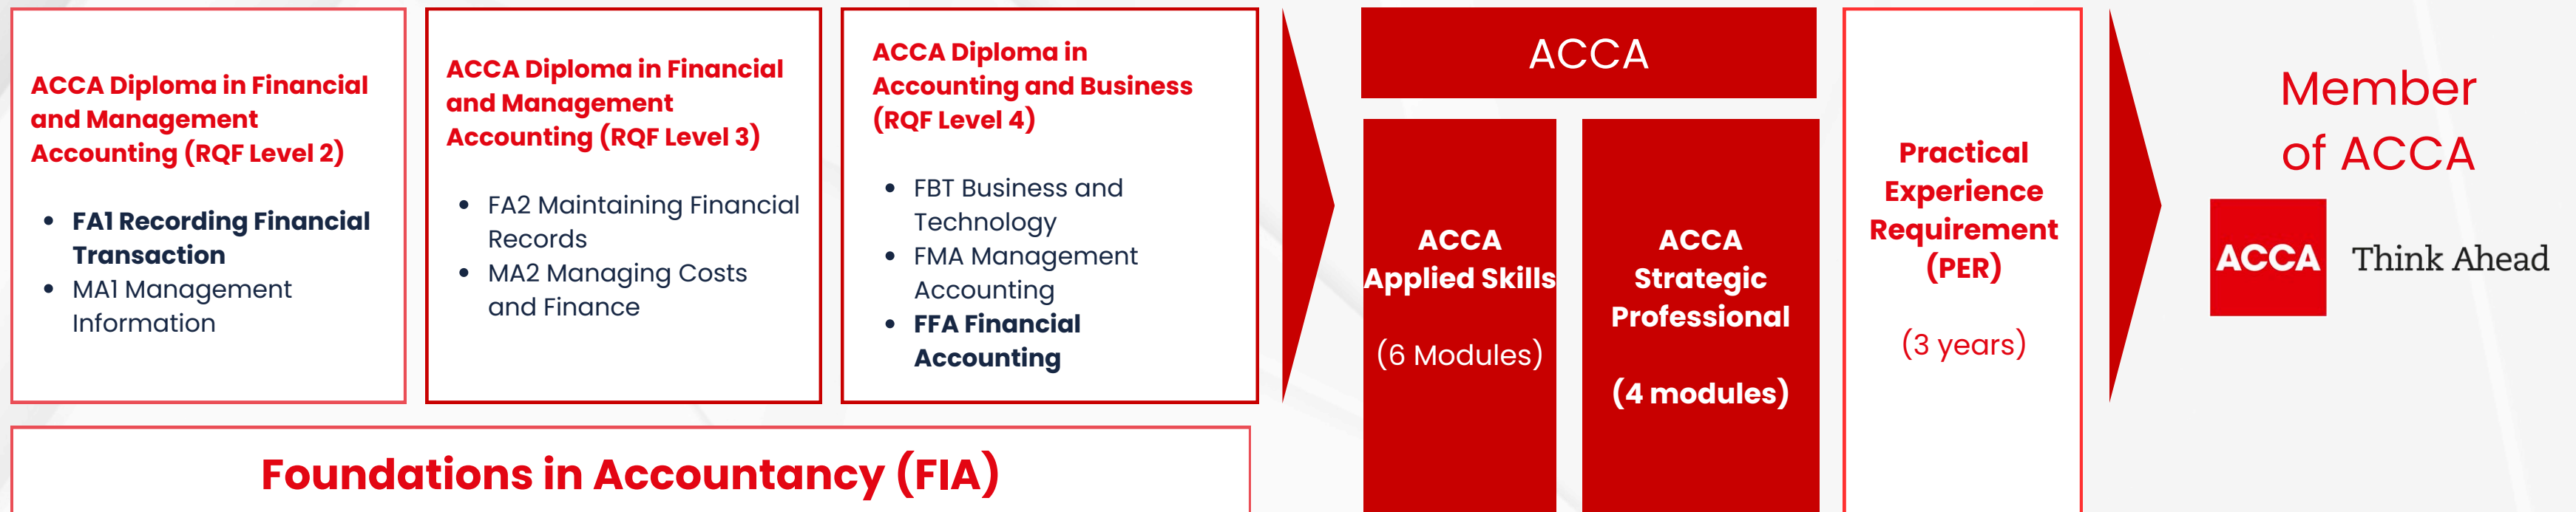 ACCA Diploma in Financial
and Management
Accounting (RQF Level 2)
• FA1 Recording Financial
Transaction
• MA1 Management
Information
ACCA Diploma in Financial
and Management
Accounting (RQF Level 3)
• FA2 Maintaining Financial
Records
• MA2 Managing Costs
and Finance
ACCA Diploma in
Accounting and Business
(RQF Level 4)
• FBT Business and
Technology
• FMA Management
Accounting
• FFA Financial
Accounting
Foundations in Accountancy (FIA)
ACCA
ACCA
Applied Skills
(6 Modules)
ACCA
Strategic
Professional
(4 modules)
Practical
Experience
Requirement
(PER)
(3 years)
Member
of ACCA
ACCA Think Ahead